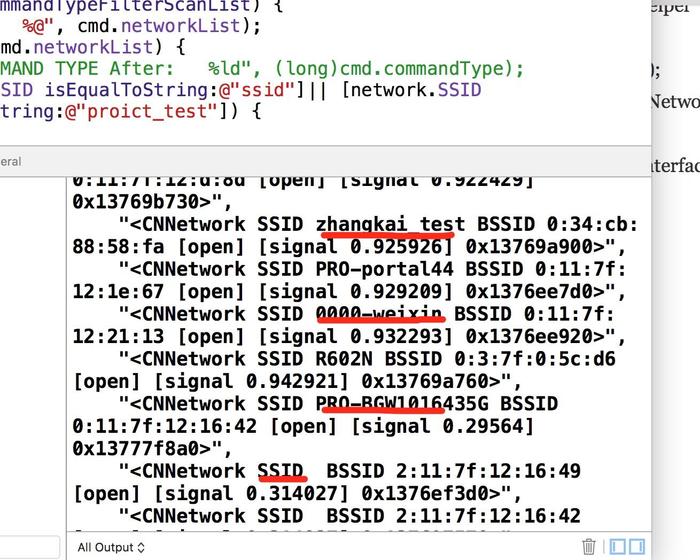 mmandTypeFilterScanList) {
%@", cmd.networkList);
md.networkList) {
MAND TYPE After:   %ld", (long)cmd.commandType);
SSID isEqualToString:@"ssid"]|| [network.SSID
tring:@"proict_test"]) {
eral
0:11:7f:12:d:8d [open] [signal 0.922429]
0x13769b730>",
"<CNNetwork SSID zhangkai_test BSSID 0:34:cb:
88:58:fa [open] [signal 0.925926] 0x13769a900>",
"<CNNetwork SSID PRO-portal44 BSSID 0:11:7f:
12:1e:67 [open] [signal 0.929209] 0x1376ee7d0>",
"<CNNetwork SSID 0000-weixin BSSID 0:11:7f:
12:21:13 [open] [signal 0.932293] 0x1376ee920>",
"<CNNetwork SSID R602N BSSID 0:3:7f:0:5c:d6
[open] [signal 0.942921] 0x13769a760>",
"<CNNetwork SSID PRO-BGW1016435G BSSID
0:11:7f:12:16:42 [open] [signal 0.29564]
0x13777f8a0>",
"<CNNetwork SSID  BSSID 2:11:7f:12:16:49
[open] [signal 0.314027] 0x1376ef3d0>",
"<CNNetwork SSID  BSSID 2:11:7f:12:16:42
All Output
elper
);
Netwo
terfac